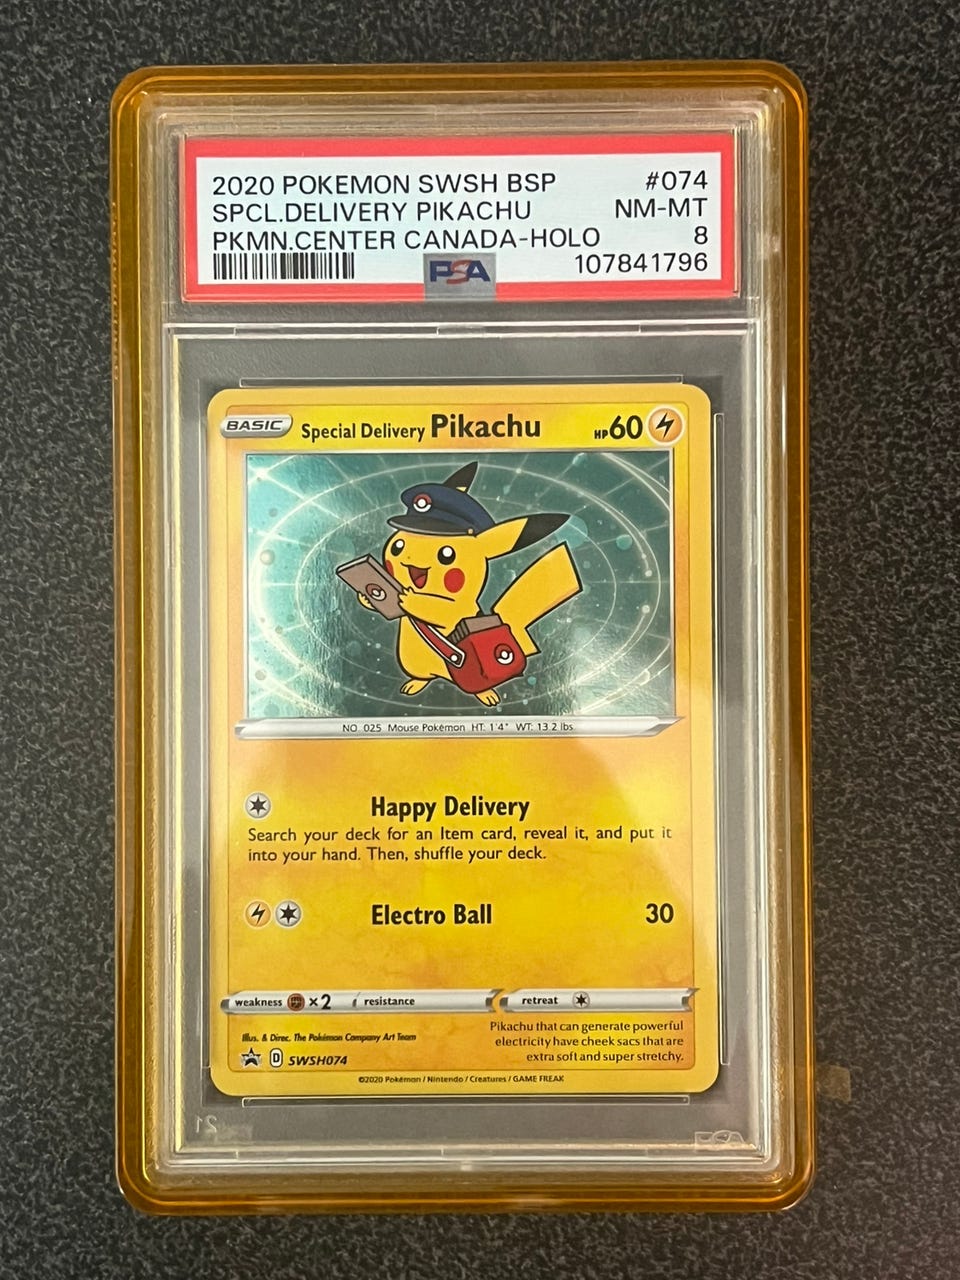 2020 POKEMON SWSH BSP #074
SPCL.DELIVERY PIKACHU NM-MT
PKMN.CENTER CANADA-HOLO 8
PSA 107841796
BASIC Special Delivery Pikachu HP 60
NO. 025 Mouse Pokémon HT: 1'4" WT: 13.2 lbs.
Happy Delivery
Search your deck for an Item card, reveal it, and put it
into your hand. Then, shuffle your deck.
Electro Ball 30
weakness ×2 resistance retreat
Illus. & Direc. The Pokémon Company Art Team
Pikachu that can generate powerful
electricity have cheek sacs that are
extra soft and super stretchy.
D SWSH074
©2020 Pokémon / Nintendo / Creatures / GAME FREAK
PSA